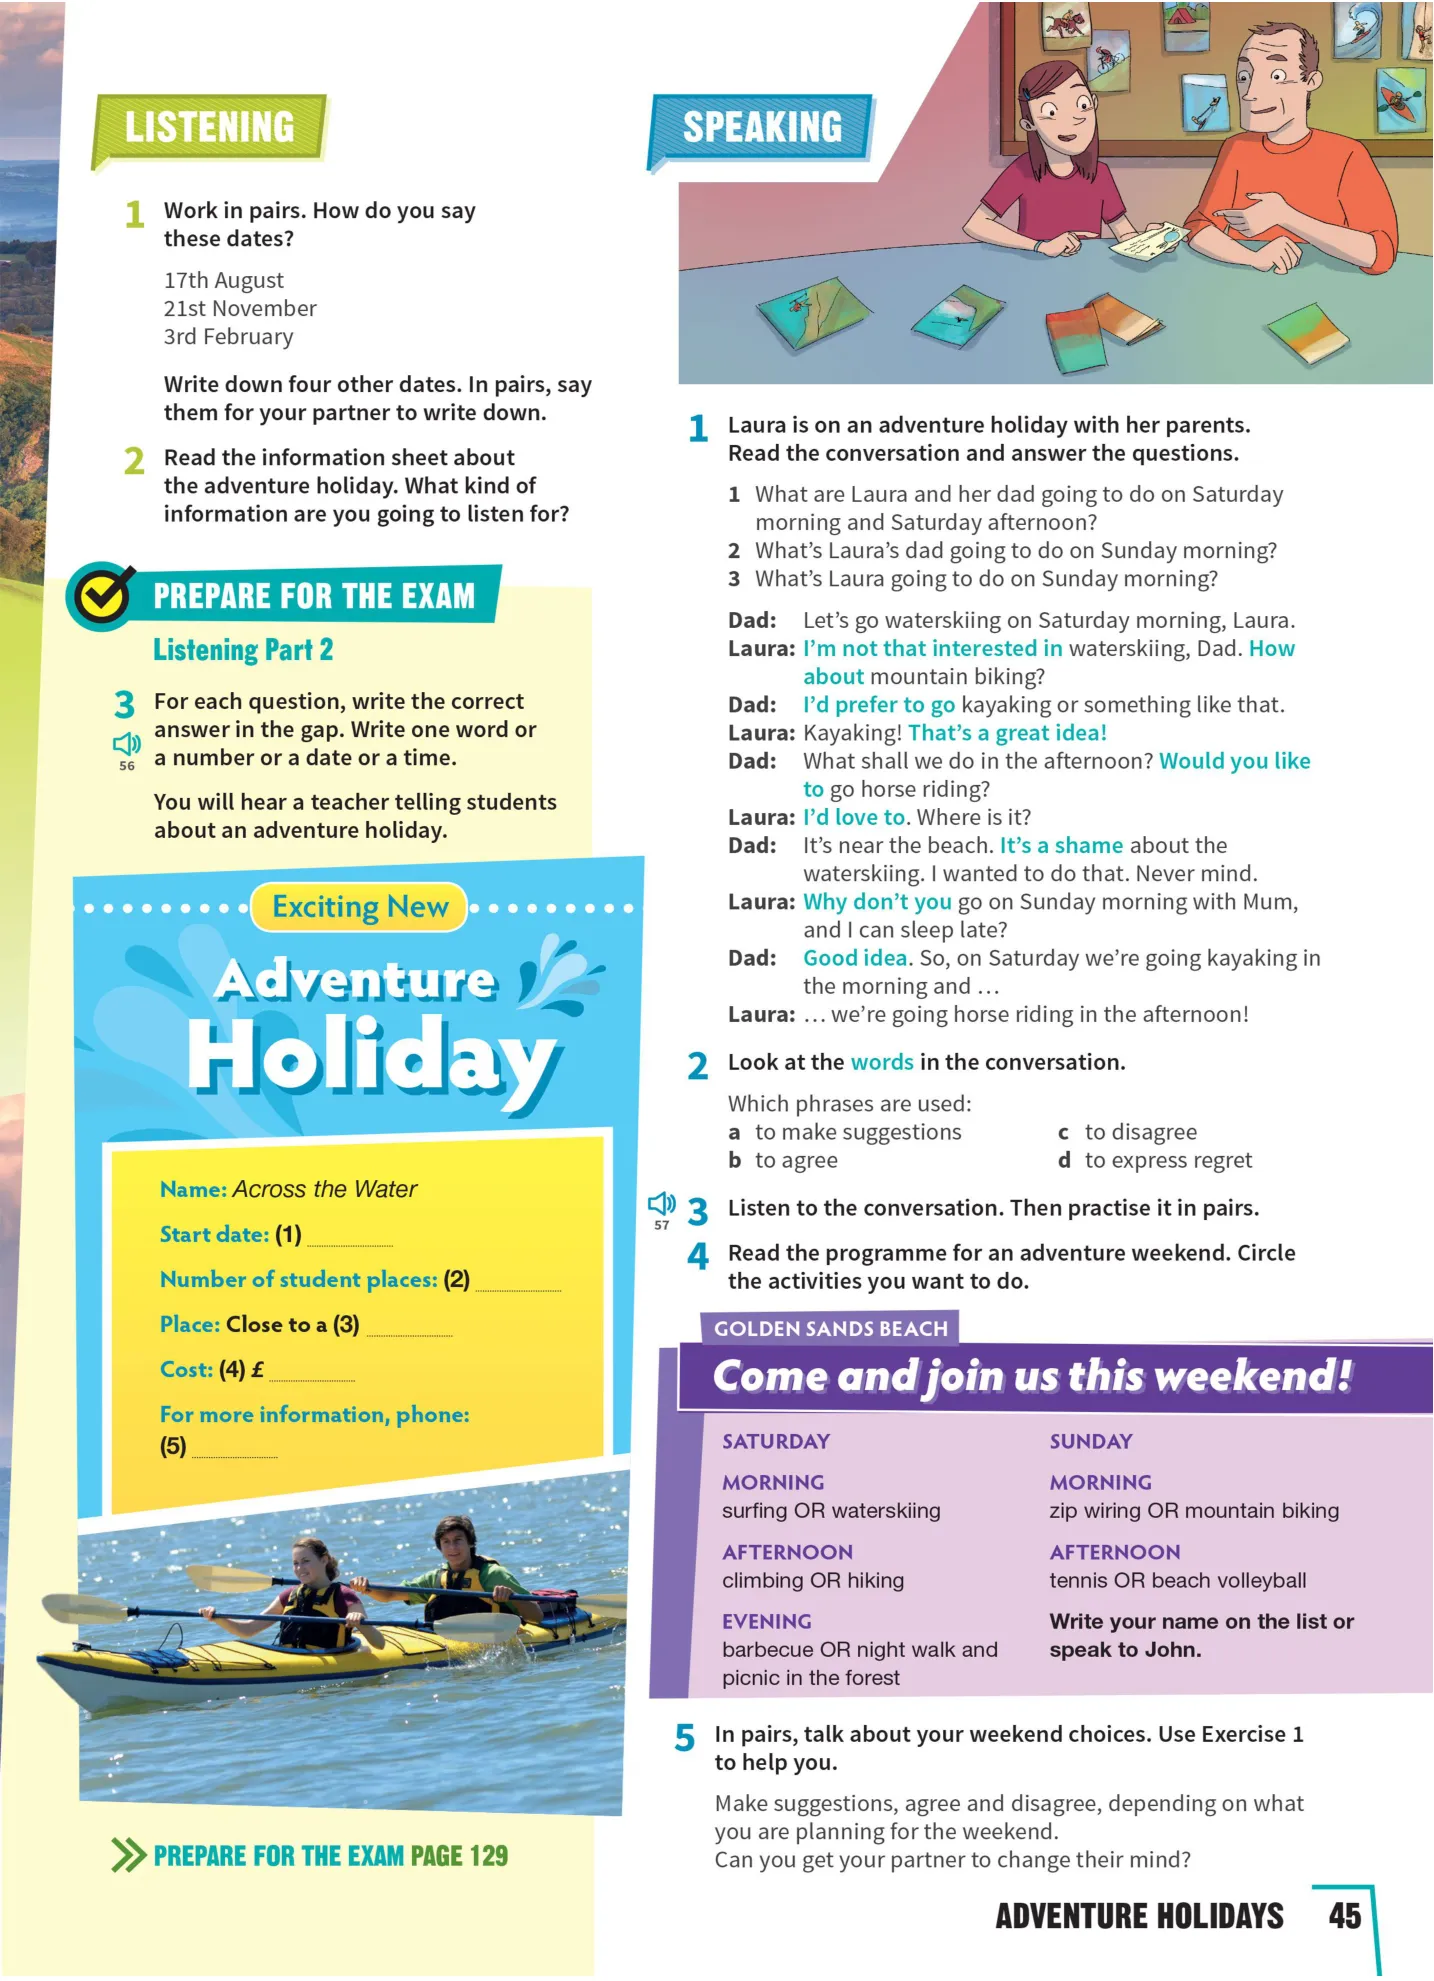 LISTENING
1 Work in pairs. How do you say
these dates?
17th August
21st November
3rd February
Write down four other dates. In pairs, say
them for your partner to write down.
2 Read the information sheet about
the adventure holiday. What kind of
information are you going to listen for?
PREPARE FOR THE EXAM
Listening Part 2
3 For each question, write the correct
answer in the gap. Write one word or
56 a number or a date or a time.
You will hear a teacher telling students
about an adventure holiday.
Exciting New
Adventure
Holiday
Name: Across the Water
Start date: (1)
Number of student places: (2)
Place: Close to a (3)
Cost: (4) £
For more information, phone:
(5)
PREPARE FOR THE EXAM PAGE 129
SPEAKING
1 Laura is on an adventure holiday with her parents.
Read the conversation and answer the questions.
1 What are Laura and her dad going to do on Saturday
morning and Saturday afternoon?
2 What's Laura's dad going to do on Sunday morning?
3 What's Laura going to do on Sunday morning?
Dad: Let's go waterskiing on Saturday morning, Laura.
Laura: I'm not that interested in waterskiing, Dad. How
about mountain biking?
Dad: I'd prefer to go kayaking or something like that.
Laura: Kayaking! That's a great idea!
Dad: What shall we do in the afternoon? Would you like
to go horse riding?
Laura: I'd love to. Where is it?
Dad: It's near the beach. It's a shame about the
waterskiing. I wanted to do that. Never mind.
Laura: Why don't you go on Sunday morning with Mum,
and I can sleep late?
Dad: Good idea. So, on Saturday we're going kayaking in
the morning and …
Laura: … we're going horse riding in the afternoon!
2 Look at the words in the conversation.
Which phrases are used:
a to make suggestions c to disagree
b to agree d to express regret
57 3 Listen to the conversation. Then practise it in pairs.
4 Read the programme for an adventure weekend. Circle
the activities you want to do.
GOLDEN SANDS BEACH
Come and join us this weekend!
SATURDAY
MORNING
surfing OR waterskiing
AFTERNOON
climbing OR hiking
EVENING
barbecue OR night walk and
picnic in the forest
SUNDAY
MORNING
zip wiring OR mountain biking
AFTERNOON
tennis OR beach volleyball
Write your name on the list or
speak to John.
5 In pairs, talk about your weekend choices. Use Exercise 1
to help you.
Make suggestions, agree and disagree, depending on what
you are planning for the weekend.
Can you get your partner to change their mind?
ADVENTURE HOLIDAYS 45